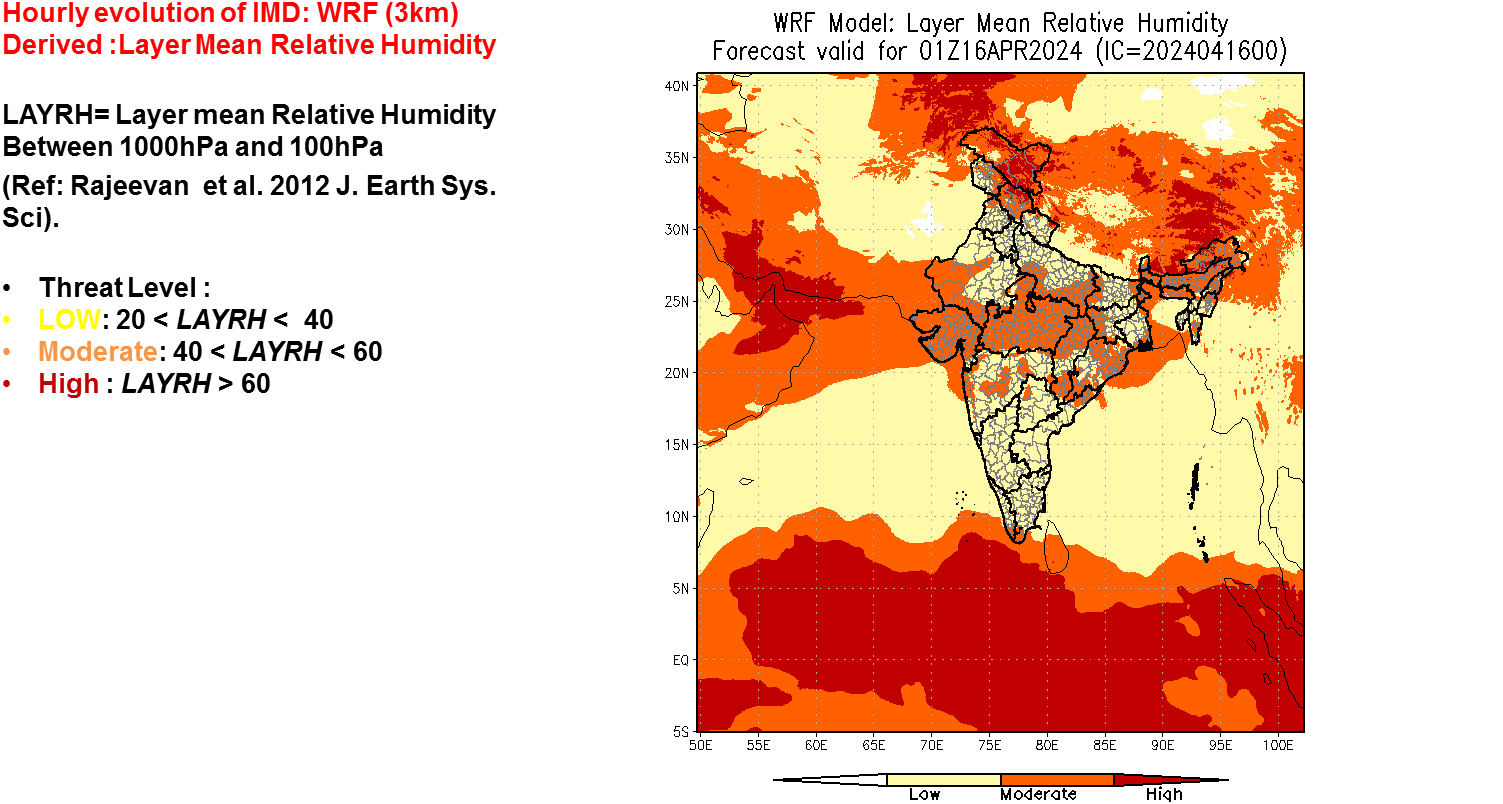 Hourly evolution of IMD: WRF (3km)
Derived :Layer Mean Relative Humidity
LAYRH= Layer mean Relative Humidity
Between 1000hPa and 100hPa
(Ref: Rajeevan et al. 2012 J. Earth Sys.
Sci).
• Threat Level :
• LOW: 20 < LAYRH < 40
• Moderate: 40 < LAYRH < 60
• High : LAYRH > 60
WRF Model: Layer Mean Relative Humidity
Forecast valid for 01Z16APR2024 (IC=2024041600)
40N
35N
30N
25N
20N
15N
10N
5N
EQ
5S
50E 55E 60E 65E 70E 75E 80E 85E 90E 95E 100E
Low Moderate High